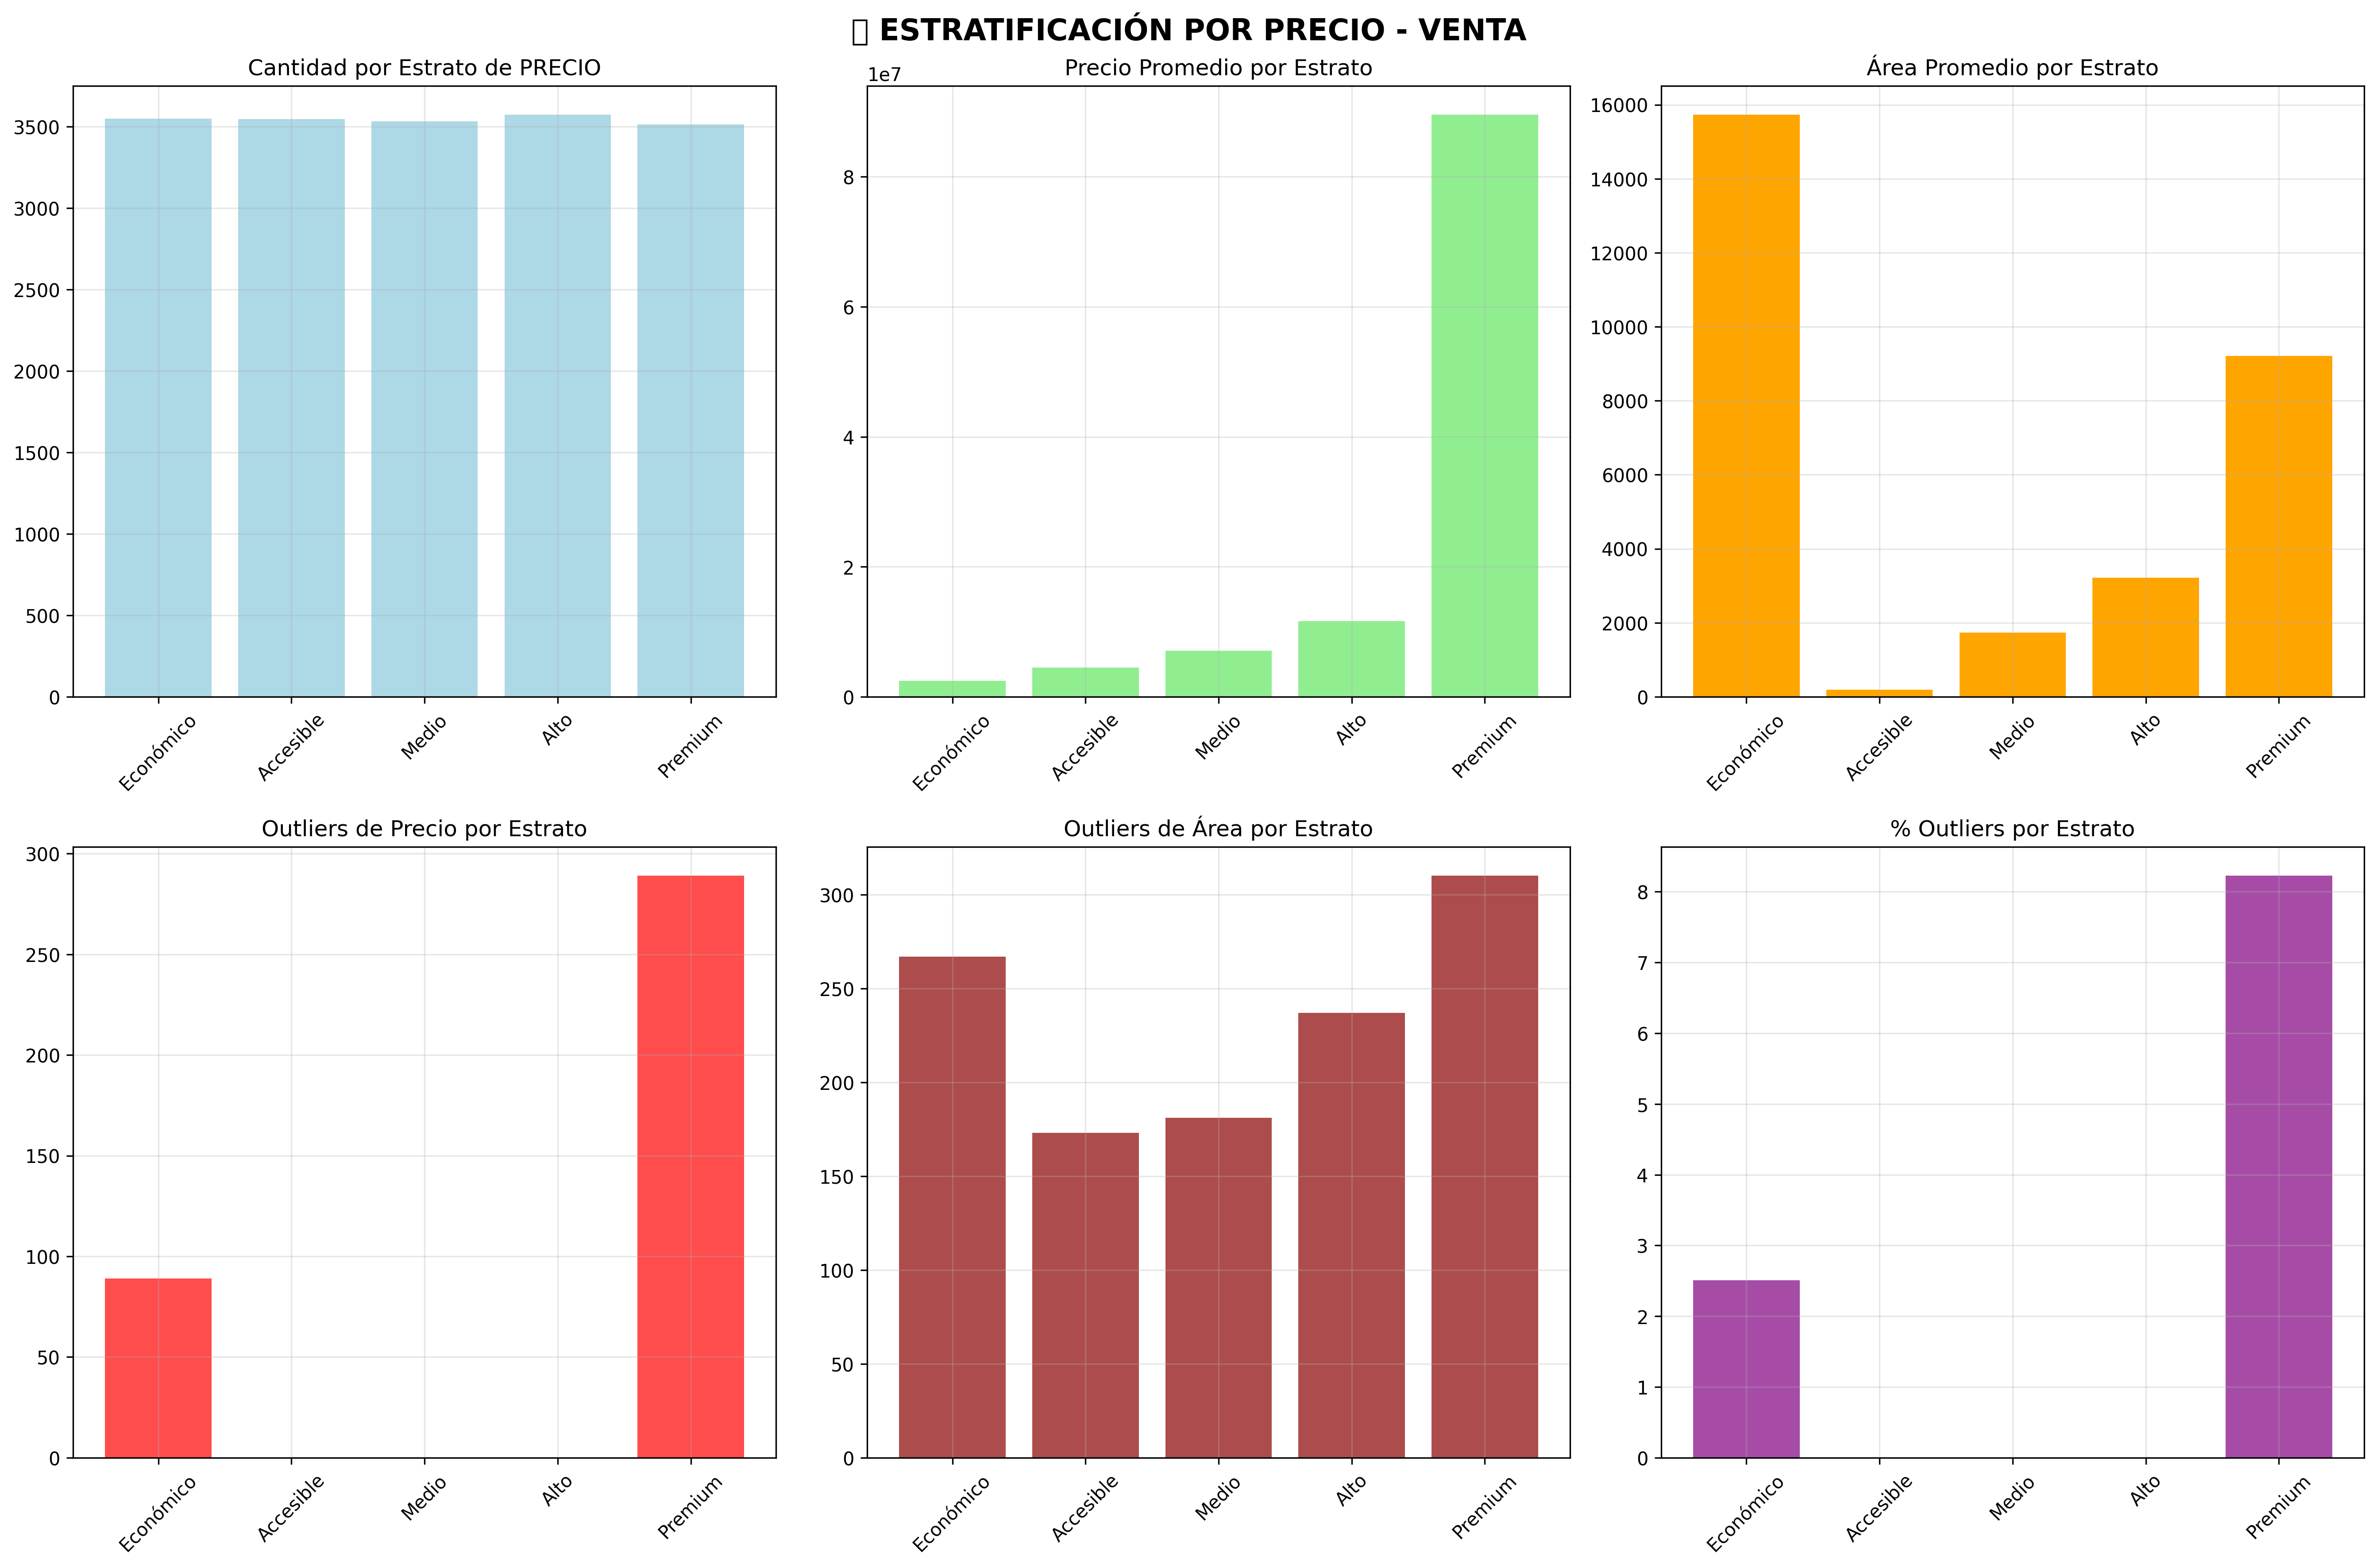 ESTRATIFICACIÓN POR PRECIO - VENTA
Cantidad por Estrato de PRECIO
3500
3000
2500
2000
1500
1000
500
0
Económico
Accesible
Medio
Alto
Premium
Precio Promedio por Estrato
1e7
8
6
4
2
0
Económico
Accesible
Medio
Alto
Premium
Área Promedio por Estrato
16000
14000
12000
10000
8000
6000
4000
2000
0
Económico
Accesible
Medio
Alto
Premium
Outliers de Precio por Estrato
300
250
200
150
100
50
0
Económico
Accesible
Medio
Alto
Premium
Outliers de Área por Estrato
300
250
200
150
100
50
0
Económico
Accesible
Medio
Alto
Premium
% Outliers por Estrato
8
7
6
5
4
3
2
1
0
Económico
Accesible
Medio
Alto
Premium